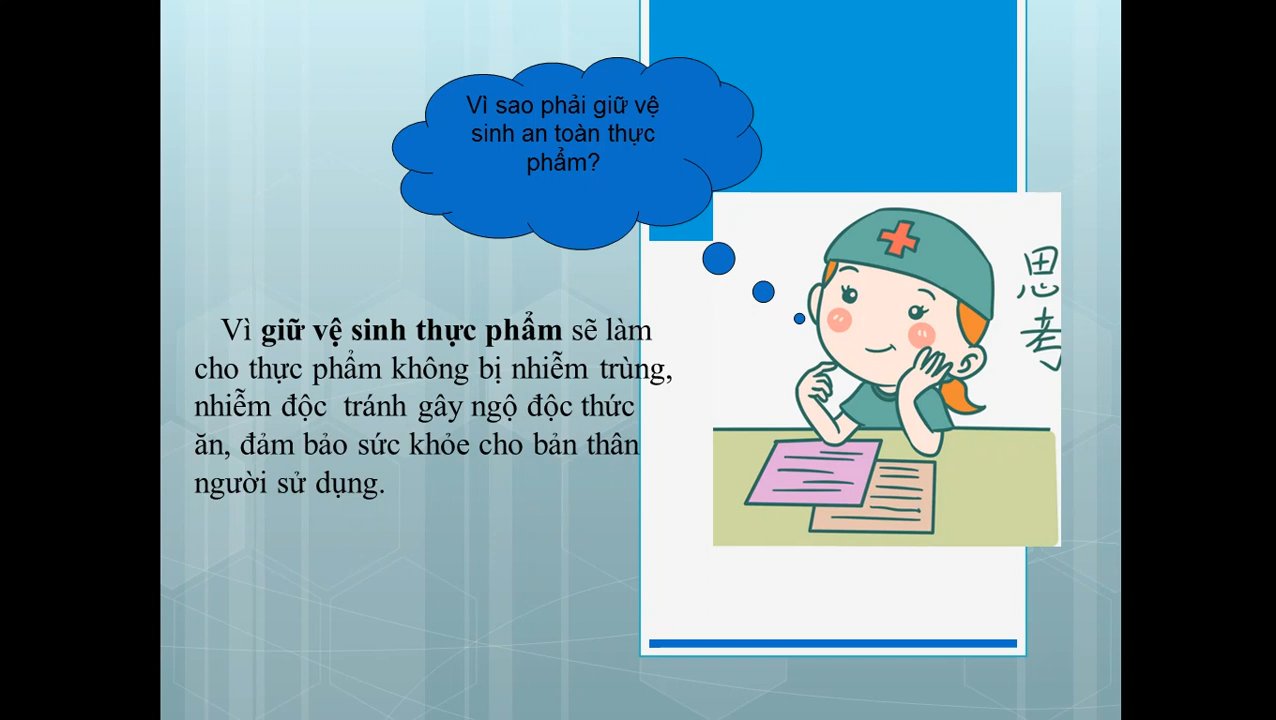 Vì sao phải giữ vệ
sinh an toàn thực
phẩm?
Vì giữ vệ sinh thực phẩm sẽ làm
cho thực phẩm không bị nhiễm trùng,
nhiễm độc tránh gây ngộ độc thức
ăn, đảm bảo sức khỏe cho bản thân
người sử dụng.
思
考